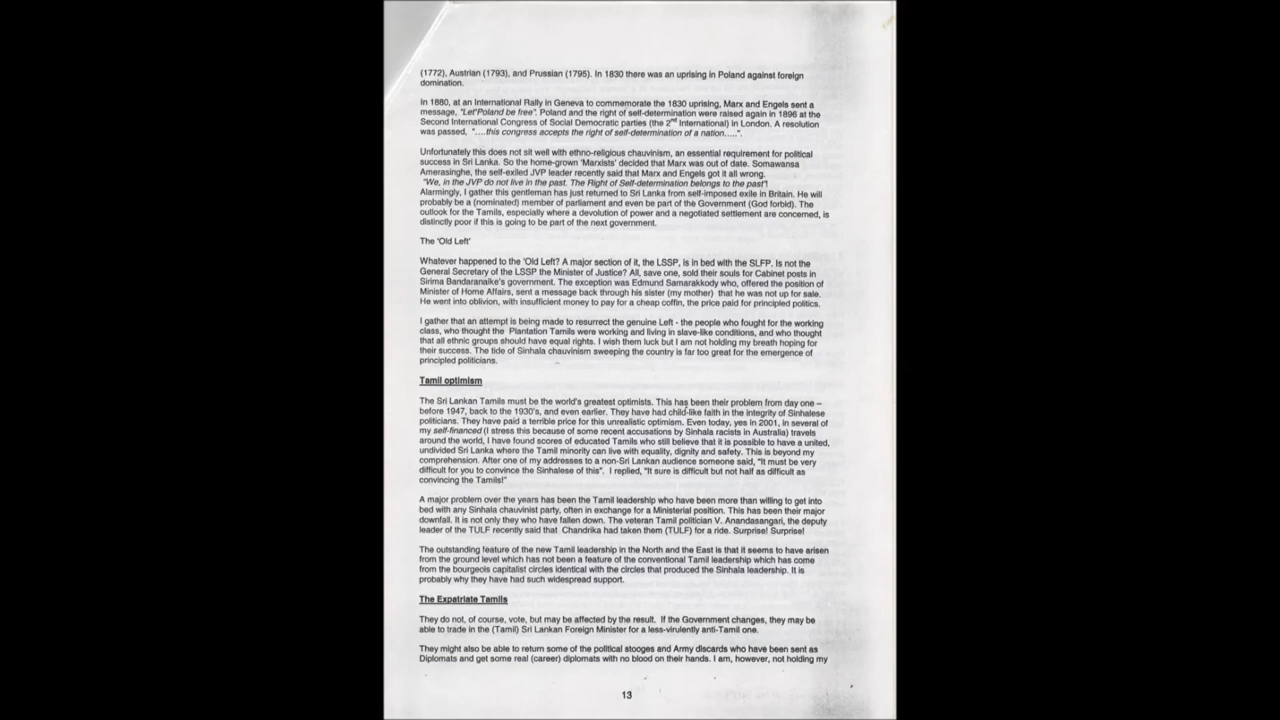 (1772), Austrian (1793), and Prussian (1795). In 1830 there was an uprising in Poland against foreign
domination.
In 1880, at an International Rally in Geneva to commemorate the 1830 uprising, Marx and Engels sent a
message, "Let Poland be free". Poland and the right of self-determination were raised again in 1896 at the
Second International Congress of Social Democratic parties (the 2nd International) in London. A resolution
was passed, "....this congress accepts the right of self-determination of a nation.....".
Unfortunately this does not sit well with ethno-religious chauvinism, an essential requirement for political
success in Sri Lanka. So the home-grown 'Marxists' decided that Marx was out of date. Somawansa
Amerasinghe, the self-exiled JVP leader recently said that Marx and Engels got it all wrong.
"We, in the JVP do not live in the past. The Right of Self-determination belongs to the past"!
Alarmingly, I gather this gentleman has just returned to Sri Lanka from self-imposed exile in Britain. He will
probably be a (nominated) member of parliament and even be part of the Government (God forbid). The
outlook for the Tamils, especially where a devolution of power and a negotiated settlement are concerned, is
distinctly poor if this is going to be part of the next government.
The 'Old Left'
Whatever happened to the 'Old Left? A major section of it, the LSSP, is in bed with the SLFP. Is not the
General Secretary of the LSSP the Minister of Justice? All, save one, sold their souls for Cabinet posts in
Sirima Bandaranaike's government. The exception was Edmund Samarakkody who, offered the position of
Minister of Home Affairs, sent a message back through his sister (my mother) that he was not up for sale.
He went into oblivion, with insufficient money to pay for a cheap coffin, the price paid for principled politics.
I gather that an attempt is being made to resurrect the genuine Left - the people who fought for the working
class, who thought the Plantation Tamils were working and living in slave-like conditions, and who thought
that all ethnic groups should have equal rights. I wish them luck but I am not holding my breath hoping for
their success. The tide of Sinhala chauvinism sweeping the country is far too great for the emergence of
principled politicians.
Tamil optimism
The Sri Lankan Tamils must be the world's greatest optimists. This has been their problem from day one –
before 1947, back to the 1930's, and even earlier. They have had child-like faith in the integrity of Sinhalese
politicians. They have paid a terrible price for this unrealistic optimism. Even today, yes in 2001, in several of
my self-financed (I stress this because of some recent accusations by Sinhala racists in Australia) travels
around the world, I have found scores of educated Tamils who still believe that it is possible to have a united,
undivided Sri Lanka where the Tamil minority can live with equality, dignity and safety. This is beyond my
comprehension. After one of my addresses to a non-Sri Lankan audience someone said, "It must be very
difficult for you to convince the Sinhalese of this". I replied, "It sure is difficult but not half as difficult as
convincing the Tamils!"
A major problem over the years has been the Tamil leadership who have been more than willing to get into
bed with any Sinhala chauvinist party, often in exchange for a Ministerial position. This has been their major
downfall. It is not only they who have fallen down. The veteran Tamil politician V. Anandasangari, the deputy
leader of the TULF recently said that Chandrika had taken them (TULF) for a ride. Surprise! Surprise!
The outstanding feature of the new Tamil leadership in the North and the East is that it seems to have arisen
from the ground level which has not been a feature of the conventional Tamil leadership which has come
from the bourgeois capitalist circles identical with the circles that produced the Sinhala leadership. It is
probably why they have had such widespread support.
The Expatriate Tamils
They do not, of course, vote, but may be affected by the result. If the Government changes, they may be
able to trade in the (Tamil) Sri Lankan Foreign Minister for a less-virulently anti-Tamil one.
They might also be able to return some of the political stooges and Army discards who have been sent as
Diplomats and get some real (career) diplomats with no blood on their hands. I am, however, not holding my
13